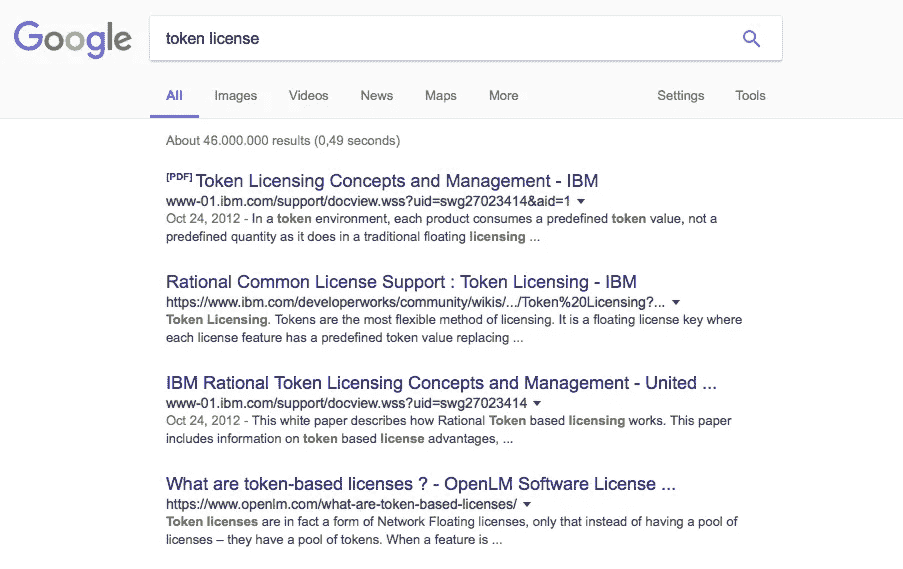 Google
token license
All Images Videos News Maps More Settings Tools
About 46.000.000 results (0,49 seconds)
[PDF] Token Licensing Concepts and Management - IBM
www-01.ibm.com/support/docview.wss?uid=swg27023414&aid=1
Oct 24, 2012 - In a token environment, each product consumes a predefined token value, not a
predefined quantity as it does in a traditional floating licensing ...
Rational Common License Support : Token Licensing - IBM
https://www.ibm.com/developerworks/community/wikis/.../Token%20Licensing?...
Token Licensing. Tokens are the most flexible method of licensing. It is a floating license key where
each license feature has a predefined token value replacing ...
IBM Rational Token Licensing Concepts and Management - United ...
www-01.ibm.com/support/docview.wss?uid=swg27023414
Oct 24, 2012 - This white paper describes how Rational Token based licensing works. This paper
includes information on token based license advantages, ...
What are token-based licenses ? - OpenLM Software License ...
https://www.openlm.com/what-are-token-based-licenses/
Token licenses are in fact a form of Network Floating licenses, only that instead of having a pool of
licenses – they have a pool of tokens. When a feature is ...